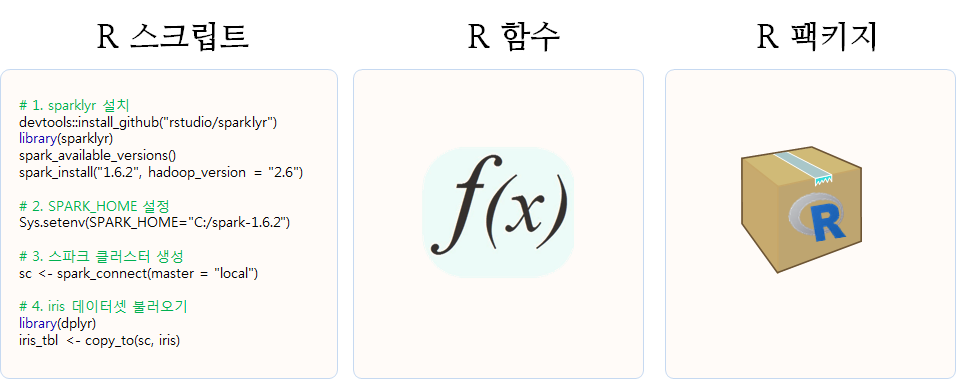 R 스크립트
# 1. sparklyr 설치
devtools::install_github("rstudio/sparklyr")
library(sparklyr)
spark_available_versions()
spark_install("1.6.2", hadoop_version = "2.6")
# 2. SPARK_HOME 설정
Sys.setenv(SPARK_HOME="C:/spark-1.6.2")
# 3. 스파크 클러스터 생성
sc <- spark_connect(master = "local")
# 4. iris 데이터셋 불러오기
library(dplyr)
iris_tbl <- copy_to(sc, iris)
R 함수
f(x)
R 팩키지
R